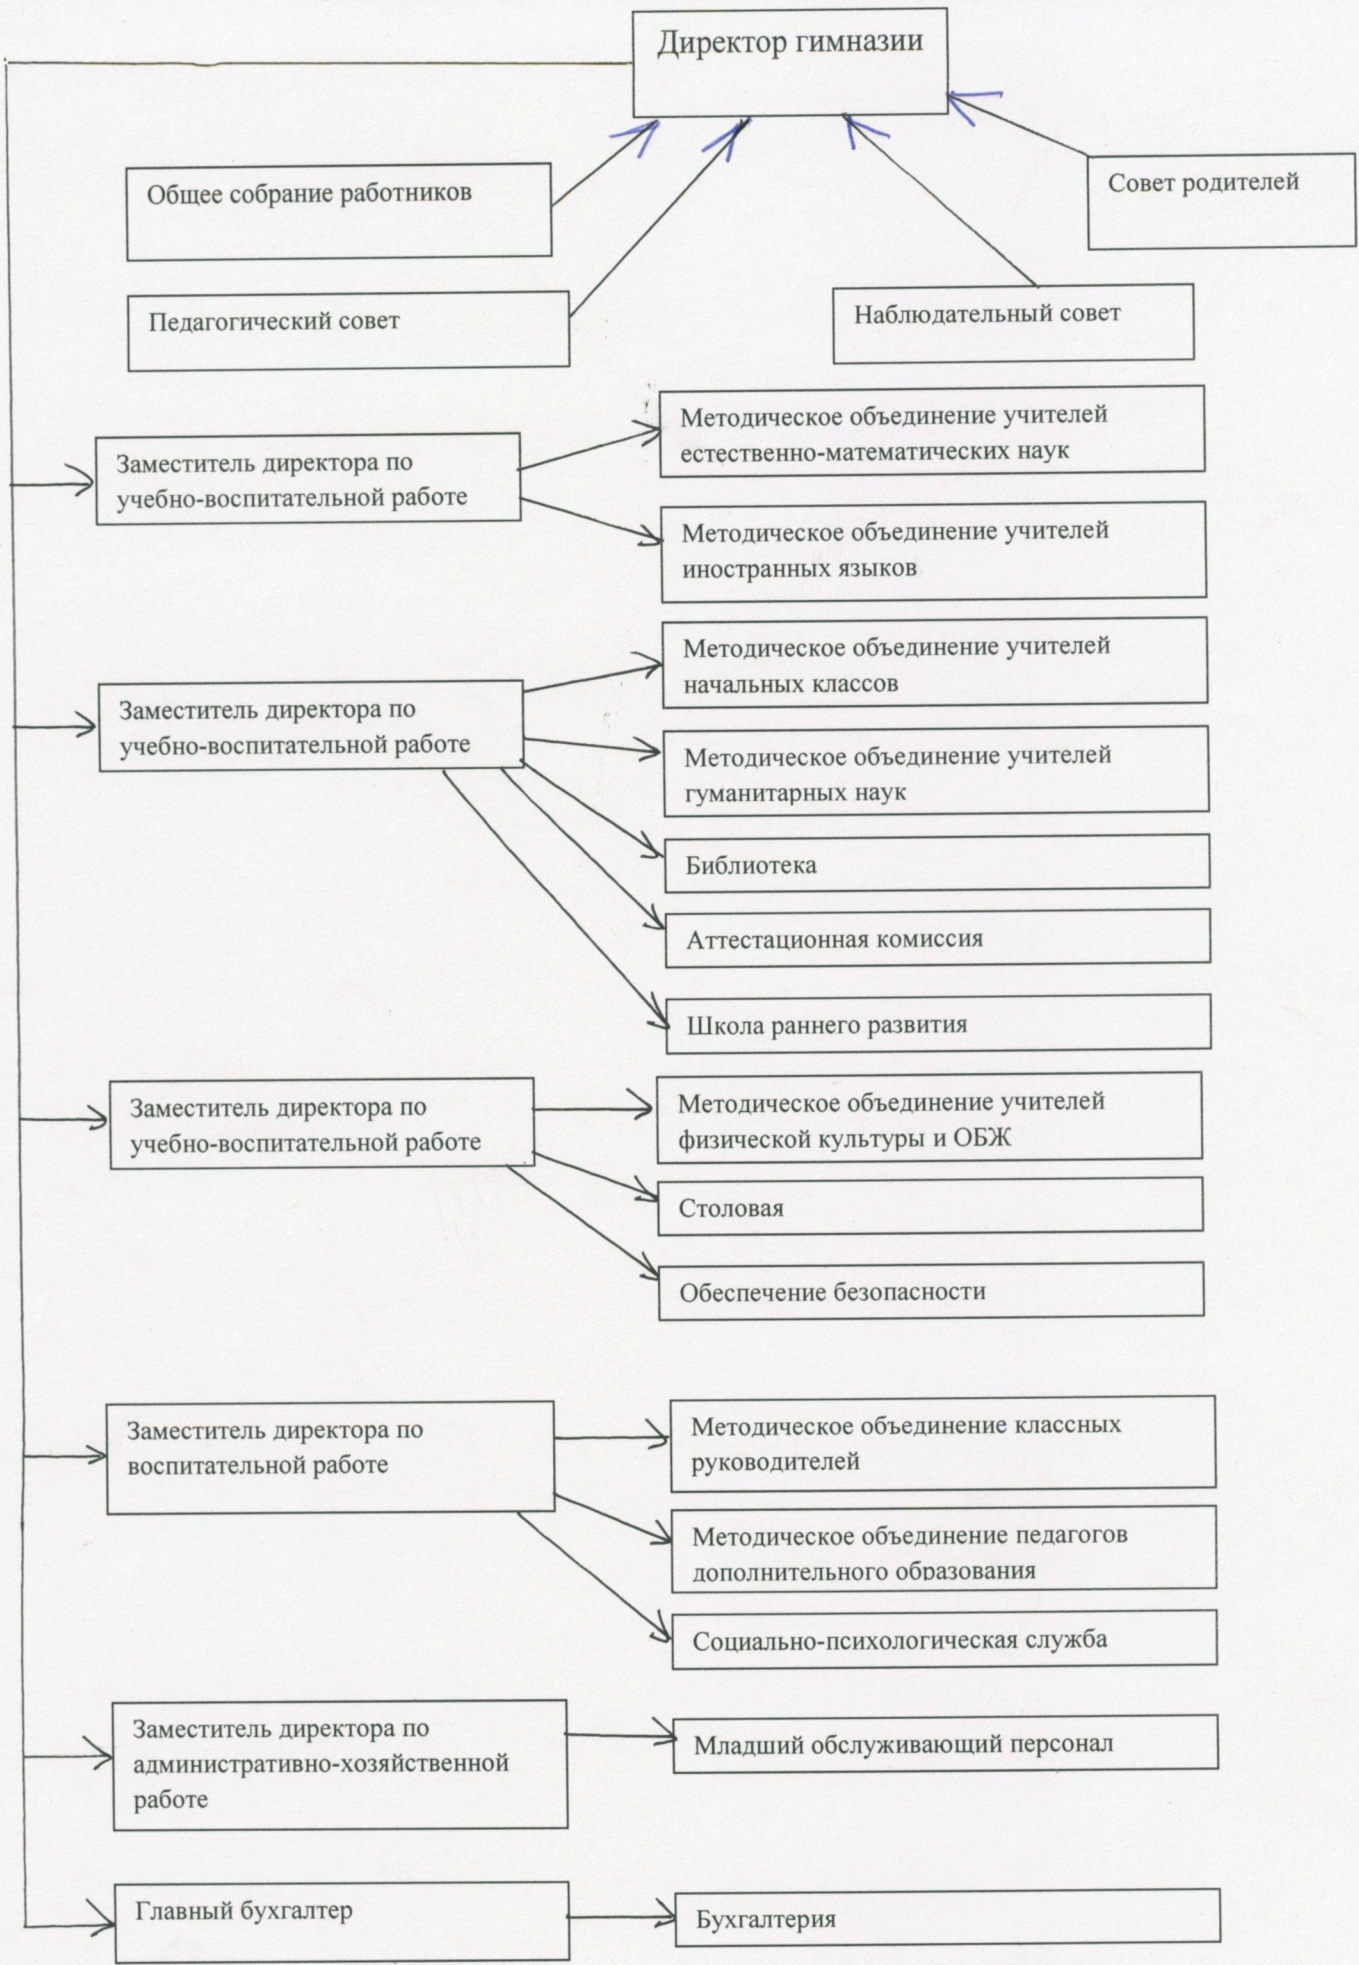 Директор гимназии
Общее собрание работников
Совет родителей
Педагогический совет
Наблюдательный совет
Заместитель директора по
учебно-воспитательной работе
Методическое объединение учителей
естественно-математических наук
Методическое объединение учителей
иностранных языков
Заместитель директора по
учебно-воспитательной работе
Методическое объединение учителей
начальных классов
Методическое объединение учителей
гуманитарных наук
Библиотека
Аттестационная комиссия
Школа раннего развития
Заместитель директора по
учебно-воспитательной работе
Методическое объединение учителей
физической культуры и ОБЖ
Столовая
Обеспечение безопасности
Заместитель директора по
воспитательной работе
Методическое объединение классных
руководителей
Методическое объединение педагогов
дополнительного образования
Социально-психологическая служба
Заместитель директора по
административно-хозяйственной
работе
Младший обслуживающий персонал
Главный бухгалтер
Бухгалтерия